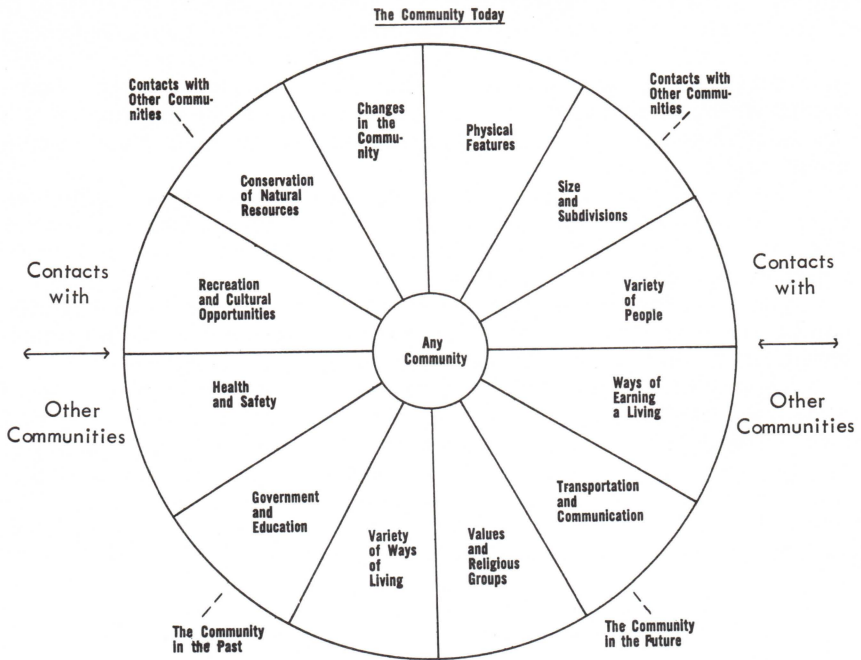 The Community Today
Contacts with
Other Commu-
nities
Contacts with
Other Commu-
nities
Changes
in the
Commu-
nity
Physical
Features
Conservation
of Natural
Resources
Size
and
Subdivisions
Recreation
and Cultural
Opportunities
Variety
of
People
Contacts
with
Other
Communities
Contacts
with
Other
Communities
Any
Community
Health
and Safety
Ways of
Earning
a Living
Government
and
Education
Transportation
and
Communication
Variety
of Ways
of
Living
Values
and
Religious
Groups
The Community
in the Past
The Community
in the Future